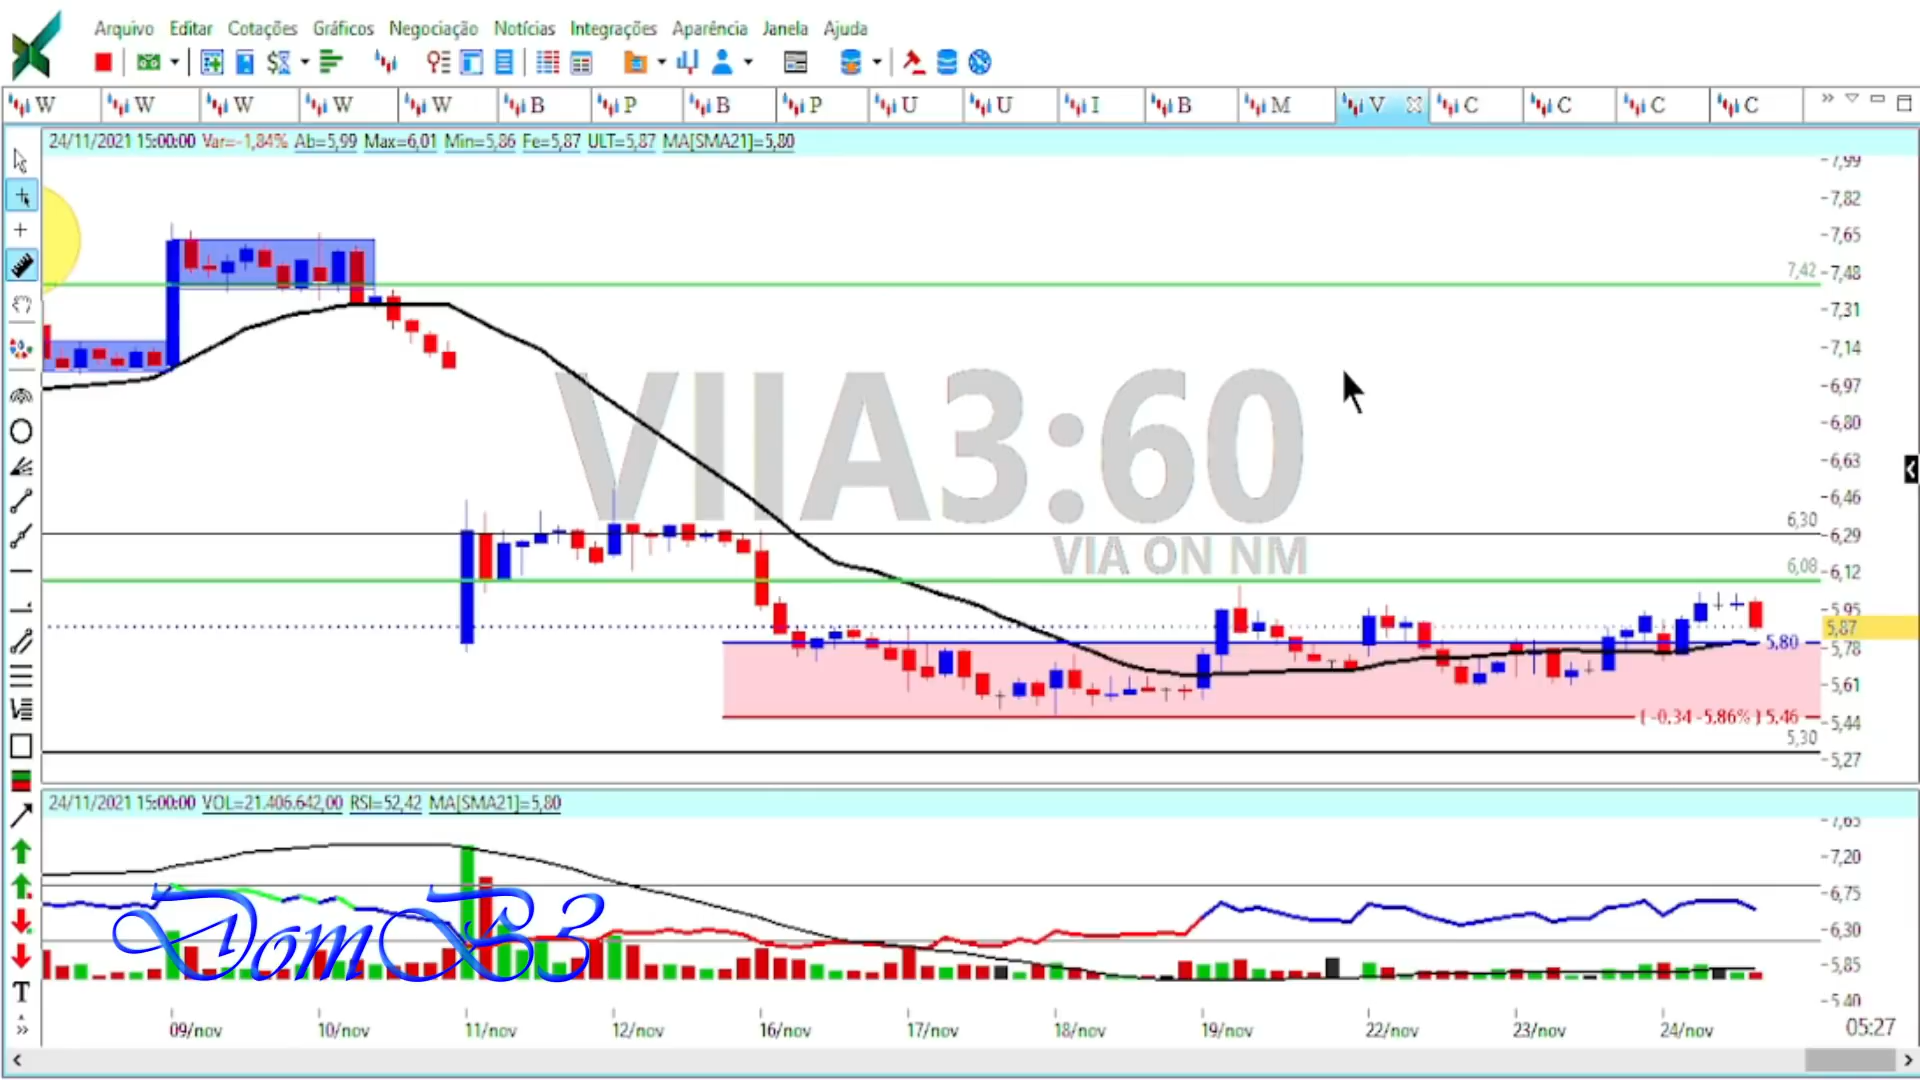 Arquivo Editar Cotações Gráficos Negociação Notícias Integrações Aparência Janela Ajuda
W W W W W B P B P U U I B M V C C C C
24/11/2021 15:00:00 Var=-1,84% Ab=5,99 Max=6,01 Min=5,86 Fe=5,87 ULT=5,87 MA[SMA21]=5,80
7,99
7,82
7,65
7,42 7,48
7,31
7,14
6,97
6,80
6,63
6,46
VIIA3:60
6,30
6,29
VIA ON NM
6,08
6,12
5,95
5,87
5,80
5,78
5,61
( -0,34 -5,86% ) 5,46
5,44
5,30
5,27
24/11/2021 15:00:00 VOL=21.406.642,00 RSI=52,42 MA[SMA21]=5,80
7,65
7,20
6,75
DomB3
6,30
5,85
T
5,40
09/nov 10/nov 11/nov 12/nov 16/nov 17/nov 18/nov 19/nov 22/nov 23/nov 24/nov 05:27